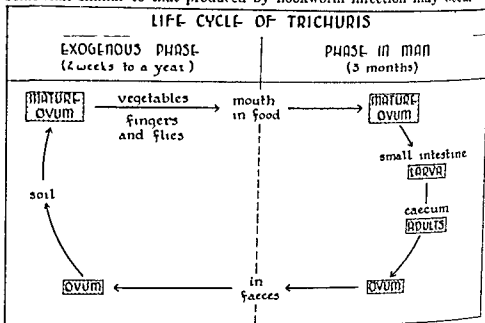 LIFE CYCLE OF TRICHURIS
EXOGENOUS PHASE
(2 weeks to a year)
PHASE IN MAN
(3 months)
MATURE
OVUM
vegetables
fingers
and flies
mouth
in food
MATURE
OVUM
small intestine
LARVA
caecum
ADULTS
soil
OVUM
in
faeces
OVUM